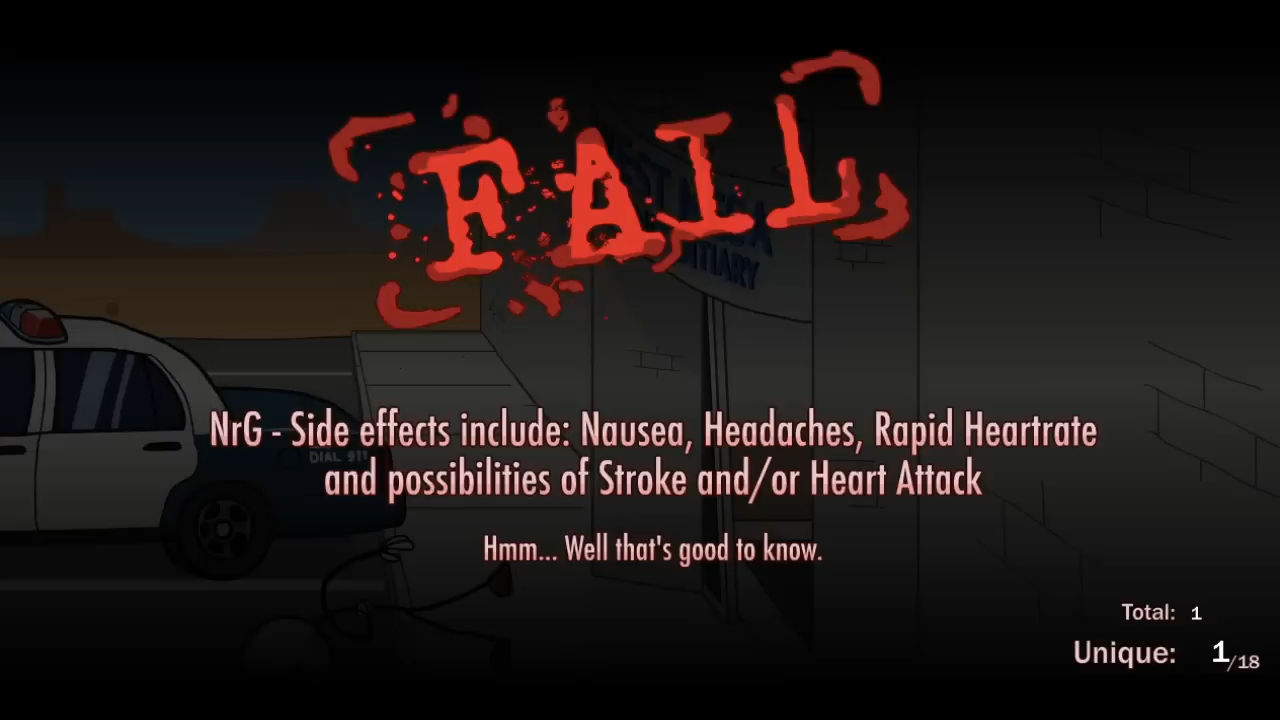 FAIL
NrG - Side effects include: Nausea, Headaches, Rapid Heartrate
and possibilities of Stroke and/or Heart Attack
Hmm... Well that's good to know.
DIAL 911
Total: 1
Unique: 1/18